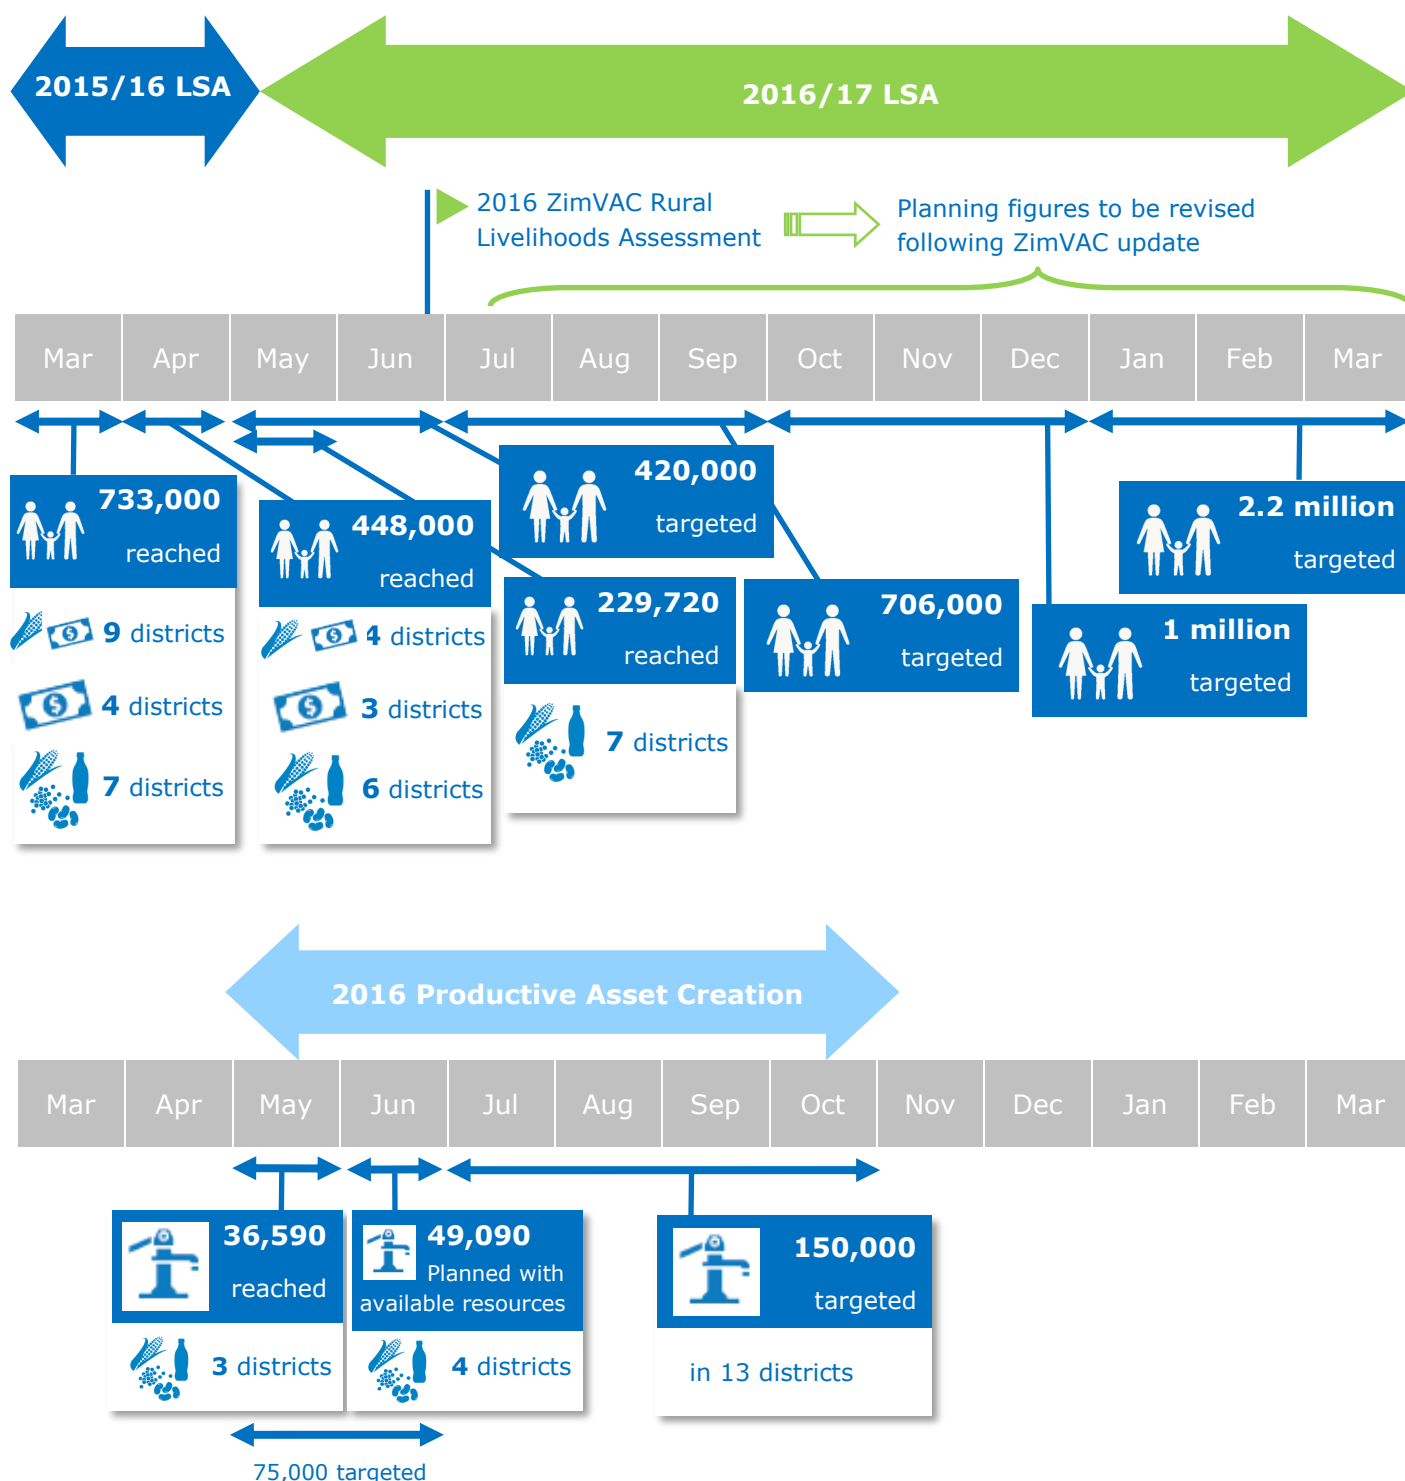 2015/16 LSA
2016/17 LSA
2016 ZimVAC Rural
Livelihoods Assessment
Planning figures to be revised
following ZimVAC update
Mar Apr May Jun Jul Aug Sep Oct Nov Dec Jan Feb Mar
733,000
reached
9 districts
4 districts
7 districts
448,000
reached
4 districts
3 districts
6 districts
420,000
targeted
229,720
reached
7 districts
706,000
targeted
1 million
targeted
2.2 million
targeted
2016 Productive Asset Creation
Mar Apr May Jun Jul Aug Sep Oct Nov Dec Jan Feb Mar
36,590
reached
3 districts
49,090
Planned with
available resources
4 districts
150,000
targeted
in 13 districts
75,000 targeted